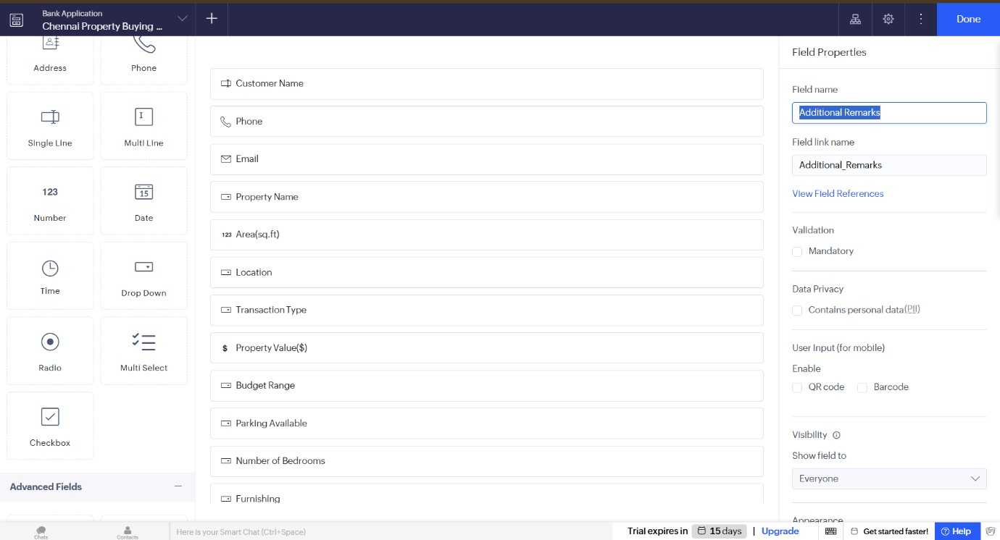 Bank Application
Chennai Property Buying ...
Done
Address
Phone
Single Line
Multi Line
123
Number
15
Date
Time
Drop Down
Radio
Multi Select
Checkbox
Advanced Fields
Customer Name
Phone
Email
Property Name
123 Area(sq.ft)
Location
Transaction Type
$ Property Value($)
Budget Range
Parking Available
Number of Bedrooms
Furnishing
Field Properties
Field name
Additional Remarks
Field link name
Additional_Remarks
View Field References
Validation
Mandatory
Data Privacy
Contains personal data(PII)
User Input (for mobile)
Enable
QR code Barcode
Visibility
Show field to
Everyone
Appearance
Chats
Contacts
Here is your Smart Chat (Ctrl+Space)
Trial expires in 15 days | Upgrade
Get started faster!
Help